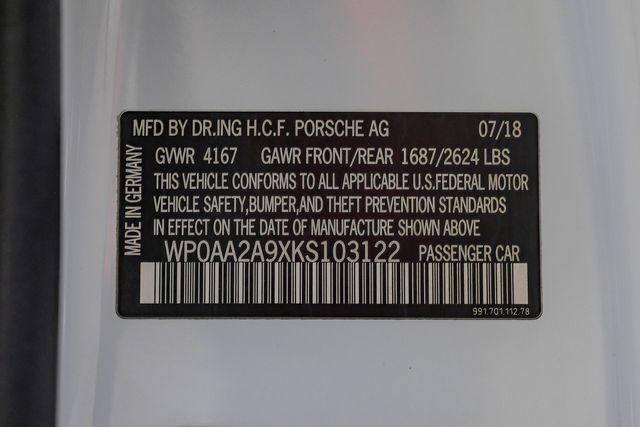 MFD BY DR.ING H.C.F. PORSCHE AG 07/18
GVWR 4167 GAWR FRONT/REAR 1687/2624 LBS
THIS VEHICLE CONFORMS TO ALL APPLICABLE U.S.FEDERAL MOTOR
VEHICLE SAFETY,BUMPER,AND THEFT PREVENTION STANDARDS
IN EFFECT ON THE DATE OF MANUFACTURE SHOWN ABOVE
WP0AA2A9XKS103122 PASSENGER CAR
991.701.112.78
MADE IN GERMANY